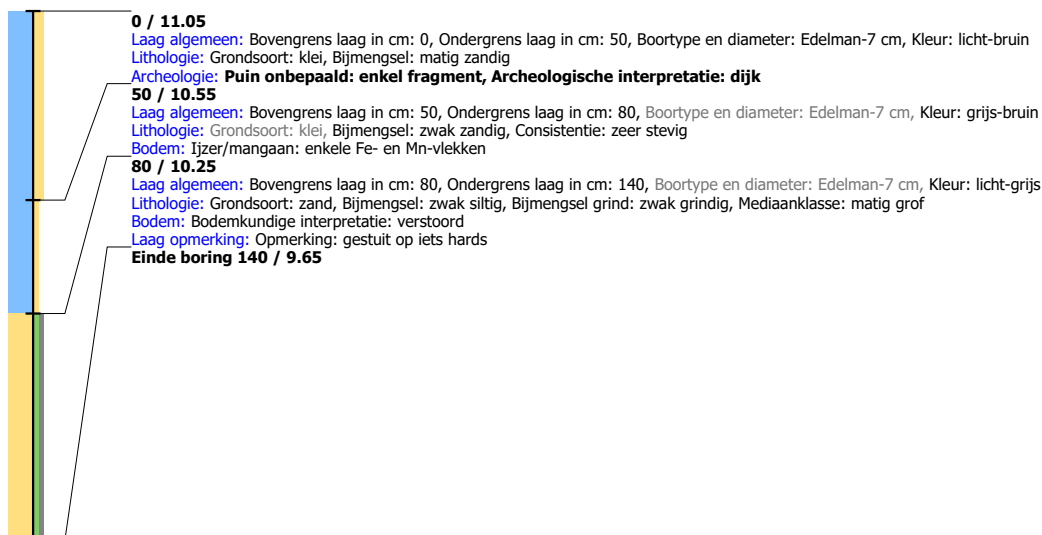 0 / 11.05
Laag algemeen: Bovengrens laag in cm: 0, Ondergrens laag in cm: 50, Boortype en diameter: Edelman-7 cm, Kleur: licht-bruin
Lithologie: Grondsoort: klei, Bijmengsel: matig zandig
Archeologie: Puin onbepaald: enkel fragment, Archeologische interpretatie: dijk
50 / 10.55
Laag algemeen: Bovengrens laag in cm: 50, Ondergrens laag in cm: 80, Boortype en diameter: Edelman-7 cm, Kleur: grijs-bruin
Lithologie: Grondsoort: klei, Bijmengsel: zwak zandig, Consistentie: zeer stevig
Bodem: Ijzer/mangaan: enkele Fe- en Mn-vlekken
80 / 10.25
Laag algemeen: Bovengrens laag in cm: 80, Ondergrens laag in cm: 140, Boortype en diameter: Edelman-7 cm, Kleur: licht-grijs
Lithologie: Grondsoort: zand, Bijmengsel: zwak siltig, Bijmengsel grind: zwak grindig, Mediaanklasse: matig grof
Bodem: Bodemkundige interpretatie: verstoord
Laag opmerking: Opmerking: gestuit op iets hards
Einde boring 140 / 9.65